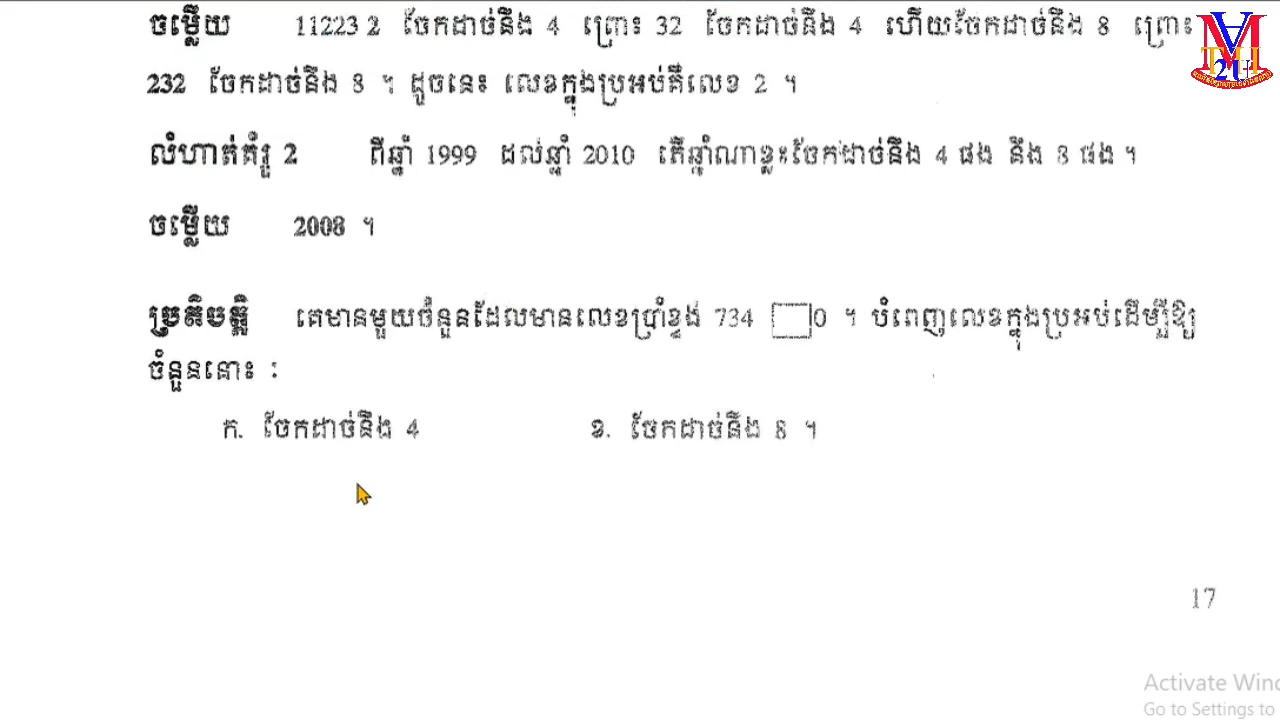 ចម្លើយ 11223 2 ចែកដាច់នឹង 4 ព្រោះ 32 ចែកដាច់នឹង 4 ហើយចែកដាច់នឹង 8 ព្រោះ
232 ចែកដាច់នឹង 8 ។ ដូចនេះ លេខក្នុងប្រអប់គឺលេខ 2 ។
លំហាត់គំរូ 2 ពីឆ្នាំ 1999 ដល់ឆ្នាំ 2010 តើឆ្នាំណាខ្លះចែកដាច់នឹង 4 ផង នឹង 8 ផង ។
ចម្លើយ 2008 ។
ប្រតិបត្តិ គេមានមួយចំនួនដែលមានលេខប្រាំខ្ទង់ 734 0 ។ បំពេញលេខក្នុងប្រអប់ដើម្បីឱ្យ
ចំនួននោះ :
ក. ចែកដាច់នឹង 4 ខ. ចែកដាច់នឹង 8 ។
17
Activate Wind
Go to Settings to